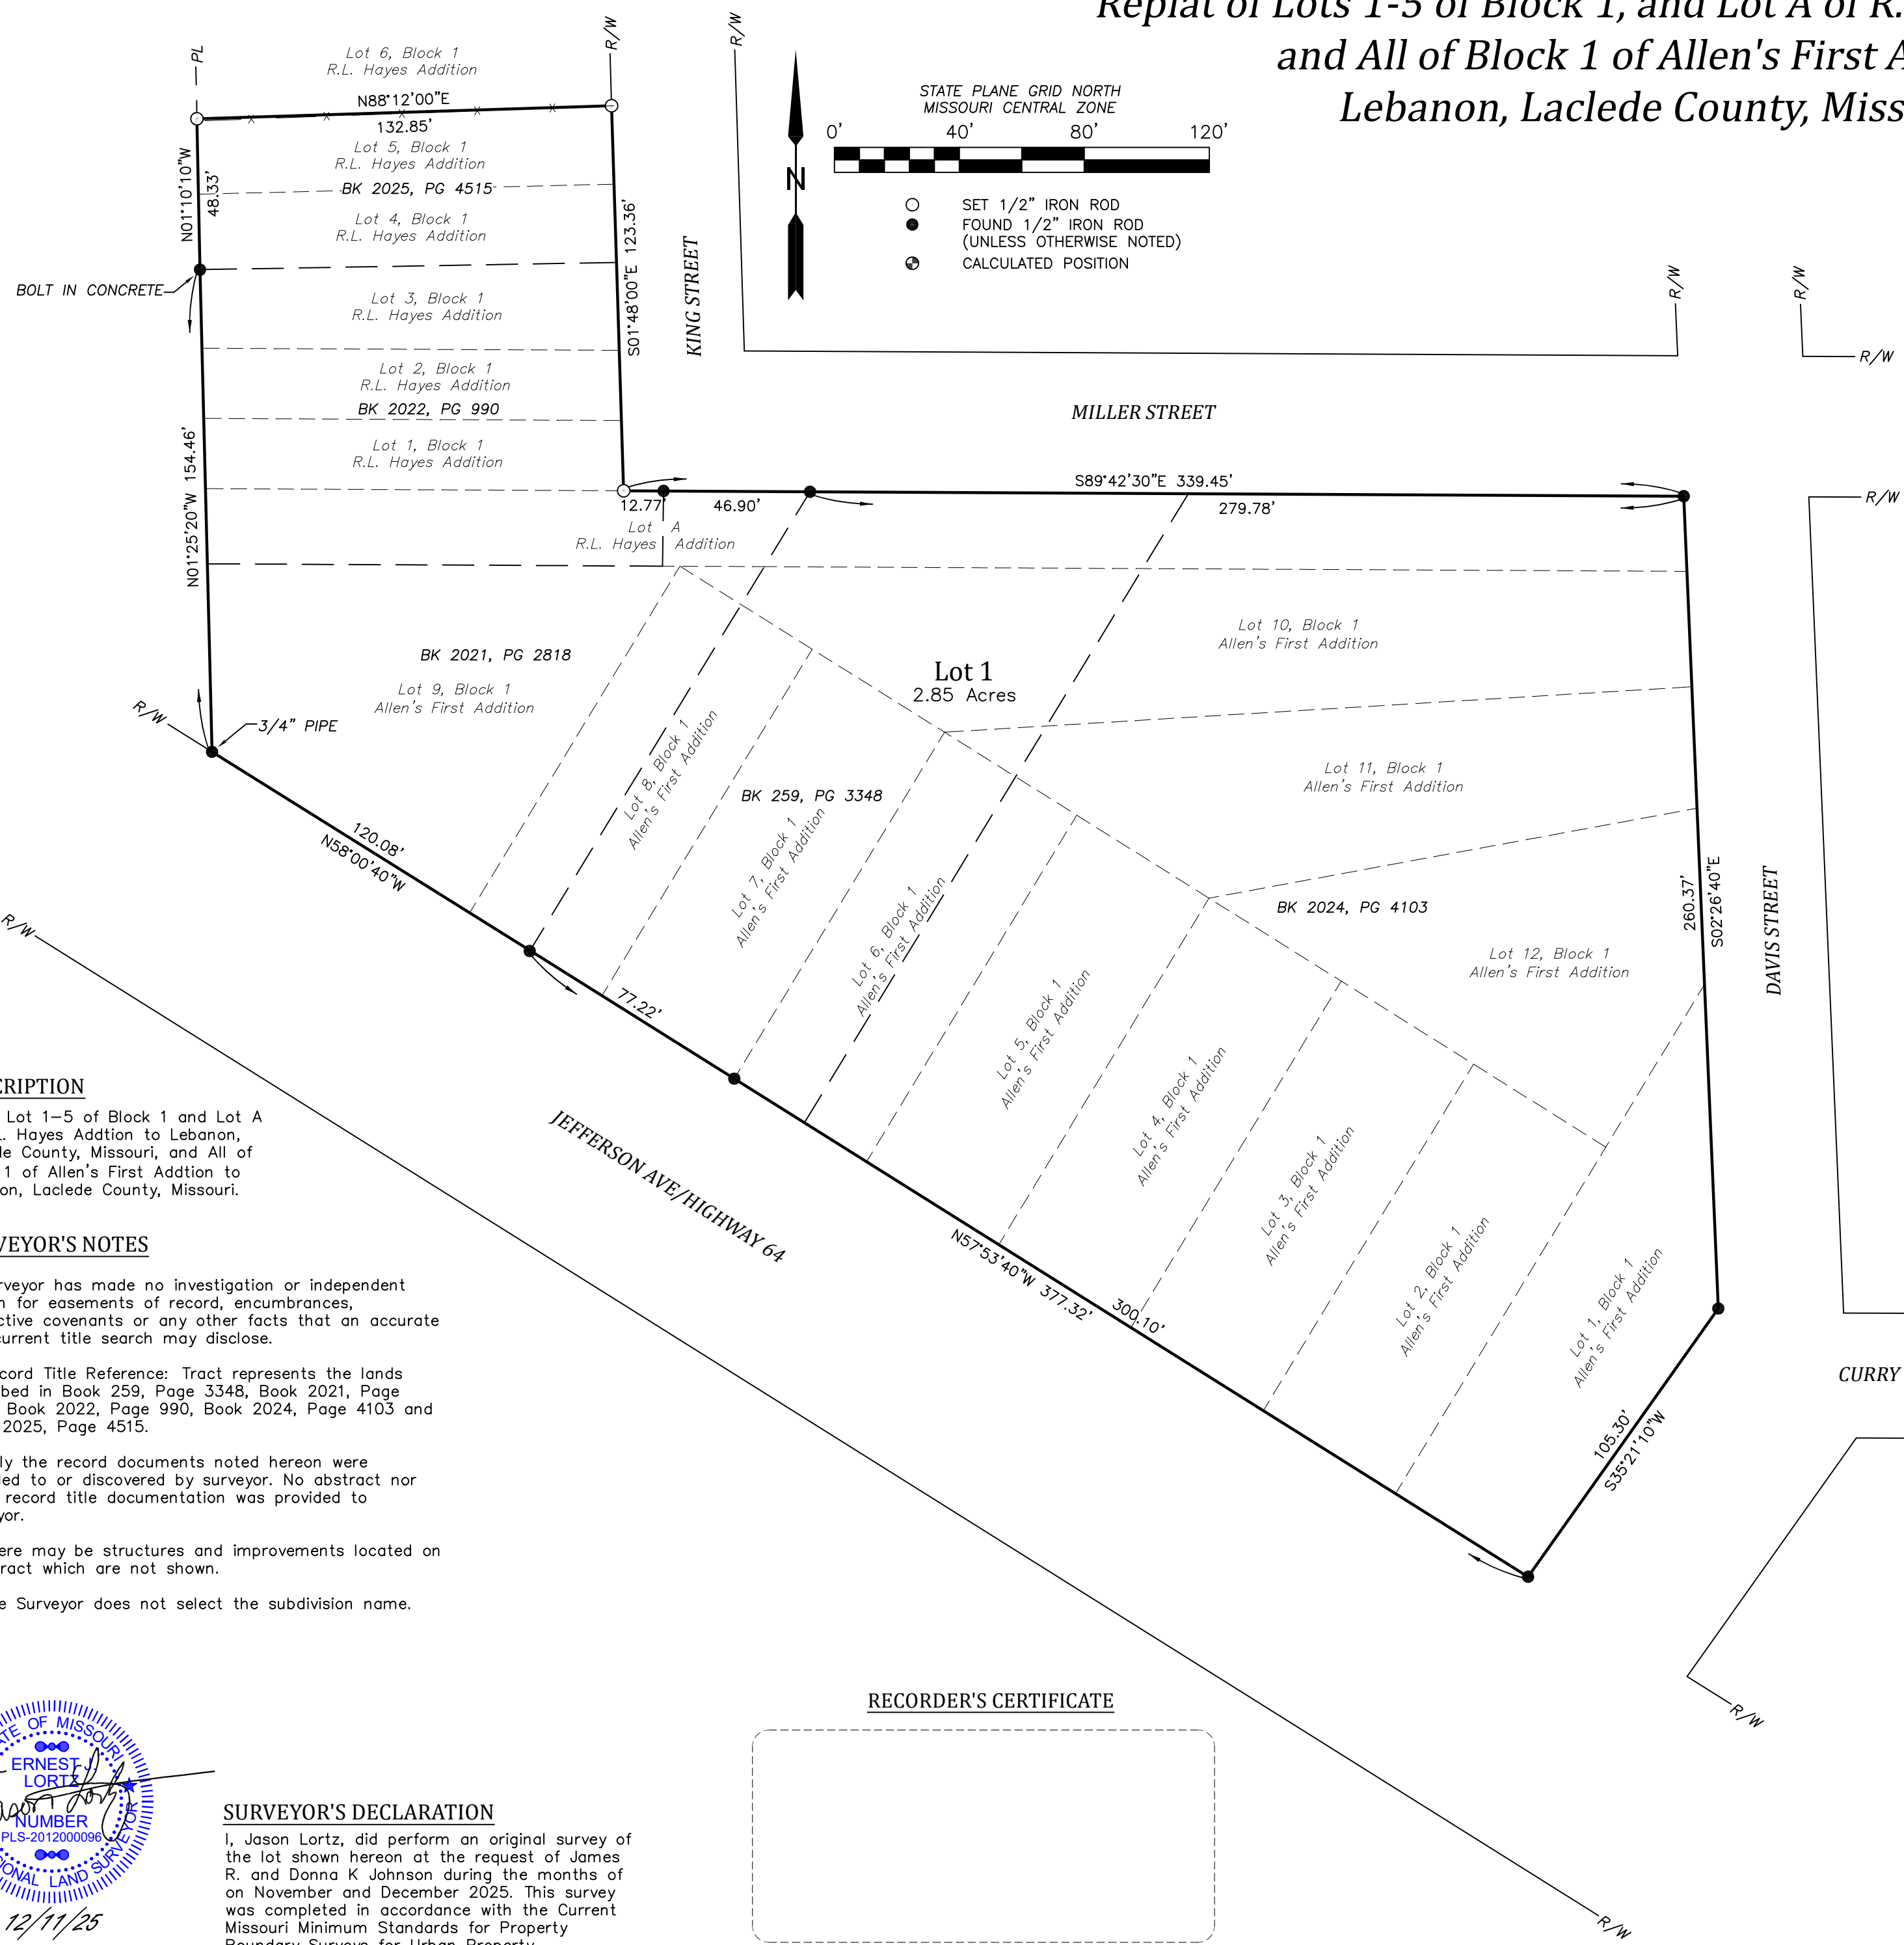 Replat of Lots 1-5 of Block 1, and Lot A of R.
and All of Block 1 of Allen's First A
Lebanon, Laclede County, Miss
PL
R/W
R/W
Lot 6, Block 1
R.L. Hayes Addition
N88°12'00"E
132.85'
Lot 5, Block 1
R.L. Hayes Addition
BK 2025, PG 4515
Lot 4, Block 1
R.L. Hayes Addition
N01°10'10"W
48.33'
BOLT IN CONCRETE
Lot 3, Block 1
R.L. Hayes Addition
Lot 2, Block 1
R.L. Hayes Addition
BK 2022, PG 990
Lot 1, Block 1
R.L. Hayes Addition
S01°48'00"E 123.36'
KING STREET
N01°25'20"W 154.46'
STATE PLANE GRID NORTH
MISSOURI CENTRAL ZONE
0' 40' 80' 120'
N
SET 1/2" IRON ROD
FOUND 1/2" IRON ROD
(UNLESS OTHERWISE NOTED)
CALCULATED POSITION
R/W
R/W
R/W
R/W
MILLER STREET
S89°42'30"E 339.45'
12.77' 46.90' 279.78'
Lot A
R.L. Hayes Addition
Lot 10, Block 1
Allen's First Addition
BK 2021, PG 2818
Lot 9, Block 1
Allen's First Addition
Lot 1
2.85 Acres
R/W
3/4" PIPE
Lot 8, Block 1
Allen's First Addition
BK 259, PG 3348
Lot 7, Block 1
Allen's First Addition
Lot 11, Block 1
Allen's First Addition
120.08'
N58°00'40"W
R/W
Lot 6, Block 1
Allen's First Addition
BK 2024, PG 4103
Lot 12, Block 1
Allen's First Addition
260.37'
S02°26'40"E
DAVIS STREET
77.22'
Lot 5, Block 1
Allen's First Addition
Lot 4, Block 1
Allen's First Addition
Lot 3, Block 1
Allen's First Addition
Lot 2, Block 1
Allen's First Addition
Lot 1, Block 1
Allen's First Addition
JEFFERSON AVE/HIGHWAY 64
N57°53'40"W 377.32'
300.10'
105.30'
S35°21'10"W
CURRY
R/W
R/W
CRIPTION
Lot 1-5 of Block 1 and Lot A
L. Hayes Addtion to Lebanon,
de County, Missouri, and All of
1 of Allen's First Addtion to
on, Laclede County, Missouri.
VEYOR'S NOTES
rveyor has made no investigation or independent
h for easements of record, encumbrances,
ctive covenants or any other facts that an accurate
current title search may disclose.
cord Title Reference: Tract represents the lands
bed in Book 259, Page 3348, Book 2021, Page
Book 2022, Page 990, Book 2024, Page 4103 and
2025, Page 4515.
ly the record documents noted hereon were
ded to or discovered by surveyor. No abstract nor
record title documentation was provided to
yor.
ere may be structures and improvements located on
ract which are not shown.
e Surveyor does not select the subdivision name.
RECORDER'S CERTIFICATE
ATE OF MISSOURI
ERNEST J.
LORTZ
NUMBER
PLS-2012000096
SIONAL LAND SURVEYOR
12/11/25
SURVEYOR'S DECLARATION
I, Jason Lortz, did perform an original survey of
the lot shown hereon at the request of James
R. and Donna K Johnson during the months of
on November and December 2025. This survey
was completed in accordance with the Current
Missouri Minimum Standards for Property
Boundary Surveys for Urban Property